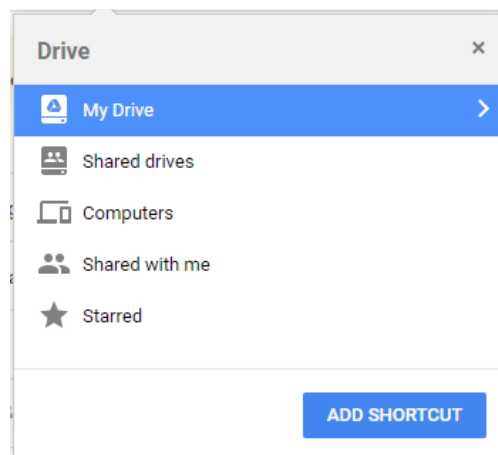 Drive
My Drive
Shared drives
Computers
Shared with me
Starred
ADD SHORTCUT